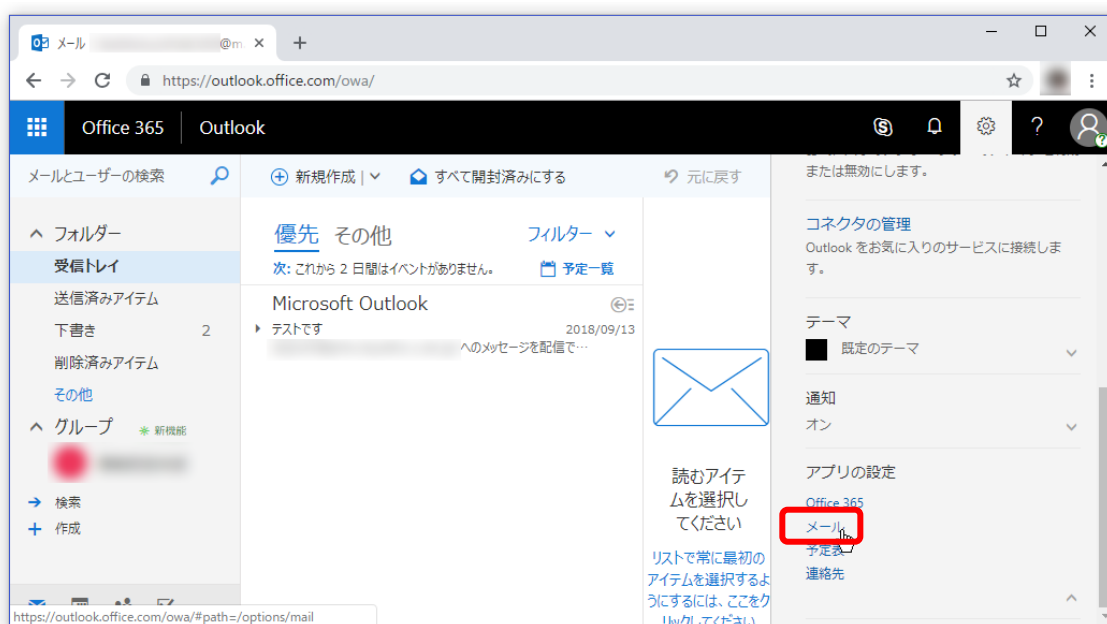 メール @m
https://outlook.office.com/owa/
Office 365 Outlook
メールとユーザーの検索
新規作成
すべて開封済みにする
元に戻す
フォルダー
受信トレイ
送信済みアイテム
下書き 2
削除済みアイテム
その他
グループ 新機能
検索
作成
https://outlook.office.com/owa/#path=/options/mail
優先 その他 フィルター
次: これから 2 日間はイベントがありません。 予定一覧
Microsoft Outlook
テストです 2018/09/13
へのメッセージを配信で…
読むアイテ
ムを選択し
てください
リストで常に最初の
アイテムを選択するよ
うにするには、ここをク
リックしてください
または無効にします。
コネクタの管理
Outlook をお気に入りのサービスに接続しま
す。
テーマ
既定のテーマ
通知
オン
アプリの設定
Office 365
メール
予定表
連絡先